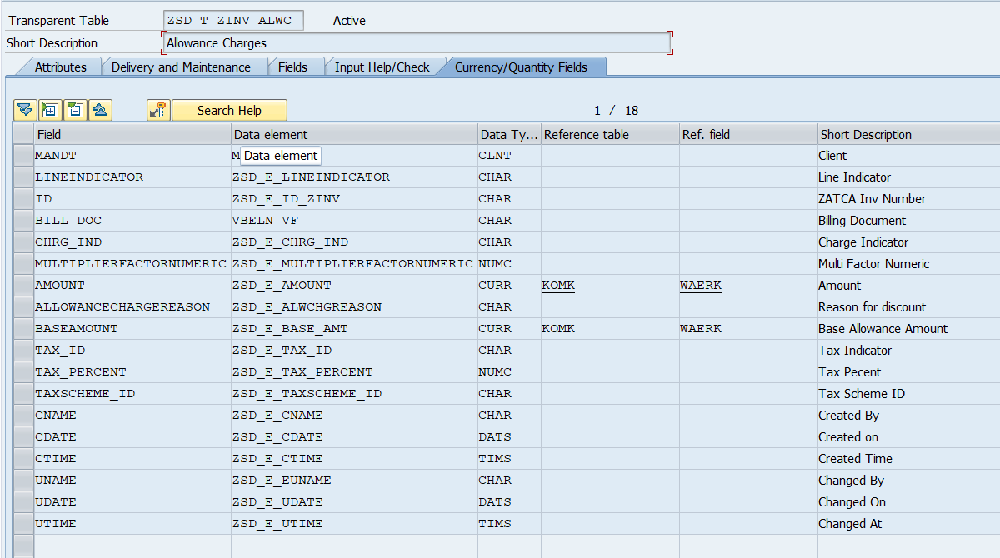 Transparent Table ZSD_T_ZINV_ALWC Active
Short Description Allowance Charges
Attributes Delivery and Maintenance Fields Input Help/Check Currency/Quantity Fields
Search Help 1 / 18
Field Data element Data Ty... Reference table Ref. field Short Description
MANDT M Data element CLNT Client
LINEINDICATOR ZSD_E_LINEINDICATOR CHAR Line Indicator
ID ZSD_E_ID_ZINV CHAR ZATCA Inv Number
BILL_DOC VBELN_VF CHAR Billing Document
CHRG_IND ZSD_E_CHRG_IND CHAR Charge Indicator
MULTIPLIERFACTORNUMERIC ZSD_E_MULTIPLIERFACTORNUMERIC NUMC Multi Factor Numeric
AMOUNT ZSD_E_AMOUNT CURR KOMK WAERK Amount
ALLOWANCECHARGEREASON ZSD_E_ALWCHGREASON CHAR Reason for discount
BASEAMOUNT ZSD_E_BASE_AMT CURR KOMK WAERK Base Allowance Amount
TAX_ID ZSD_E_TAX_ID CHAR Tax Indicator
TAX_PERCENT ZSD_E_TAX_PERCENT NUMC Tax Pecent
TAXSCHEME_ID ZSD_E_TAXSCHEME_ID CHAR Tax Scheme ID
CNAME ZSD_E_CNAME CHAR Created By
CDATE ZSD_E_CDATE DATS Created on
CTIME ZSD_E_CTIME TIMS Created Time
UNAME ZSD_E_EUNAME CHAR Changed By
UDATE ZSD_E_UDATE DATS Changed On
UTIME ZSD_E_UTIME TIMS Changed At